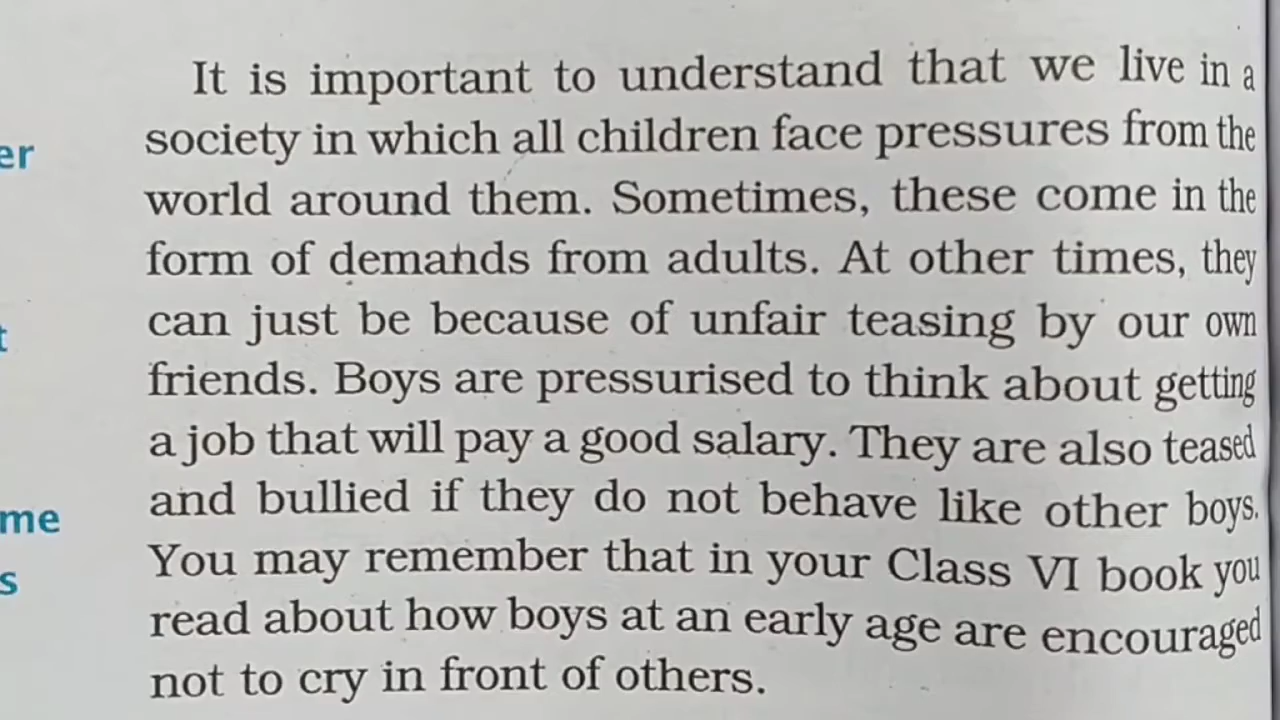 It is important to understand that we live in a
society in which all children face pressures from the
er
world around them. Sometimes, these come in the
form of demands from adults. At other times, they
can just be because of unfair teasing by our own
t
friends. Boys are pressurised to think about getting
a job that will pay a good salary. They are also teased
and bullied if they do not behave like other boys.
me
You may remember that in your Class VI book you
s
read about how boys at an early age are encouraged
not to cry in front of others.